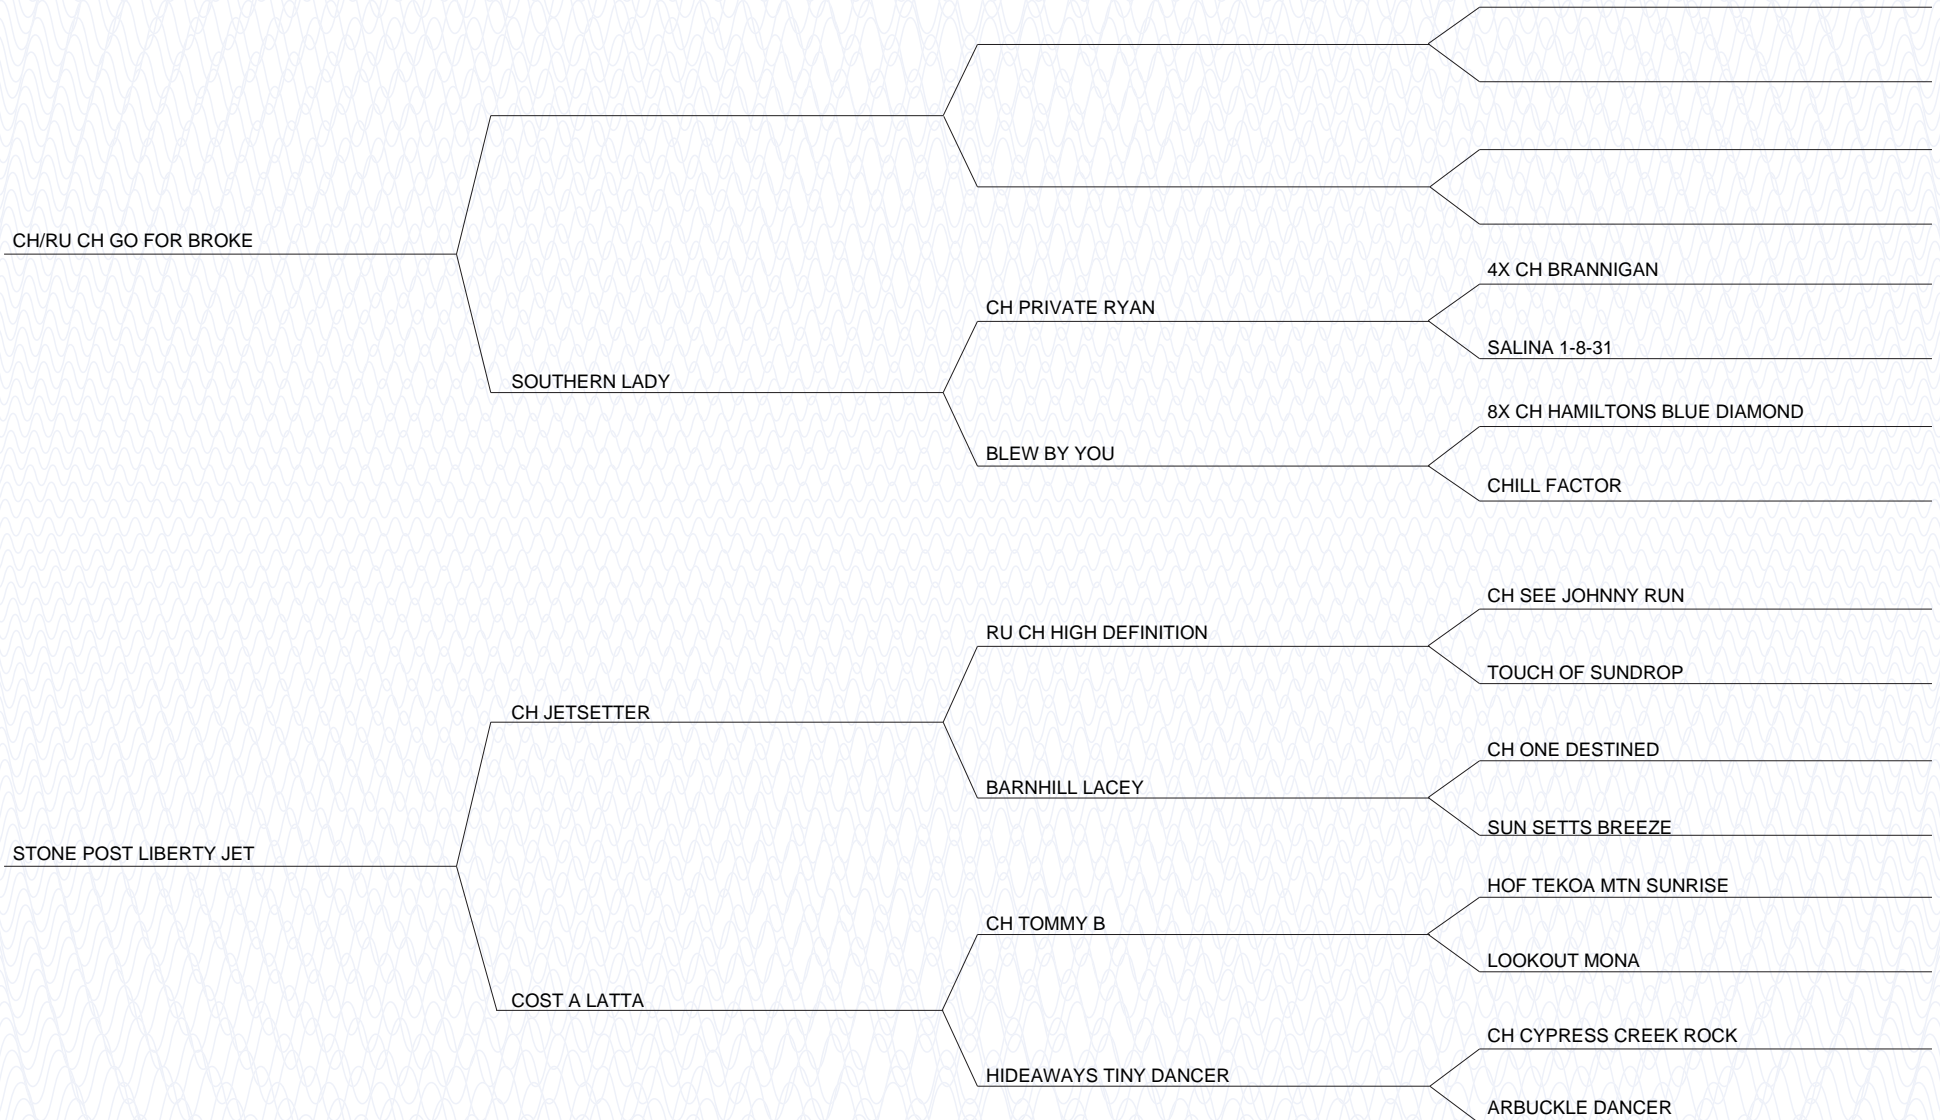 4X CH BRANNIGAN
CH PRIVATE RYAN
SALINA 1-8-31
CH/RU CH GO FOR BROKE
SOUTHERN LADY
8X CH HAMILTONS BLUE DIAMOND
BLEW BY YOU
CHILL FACTOR
CH SEE JOHNNY RUN
RU CH HIGH DEFINITION
TOUCH OF SUNDROP
CH JETSETTER
CH ONE DESTINED
BARNHILL LACEY
SUN SETTS BREEZE
STONE POST LIBERTY JET
HOF TEKOA MTN SUNRISE
CH TOMMY B
LOOKOUT MONA
COST A LATTA
CH CYPRESS CREEK ROCK
HIDEAWAYS TINY DANCER
ARBUCKLE DANCER